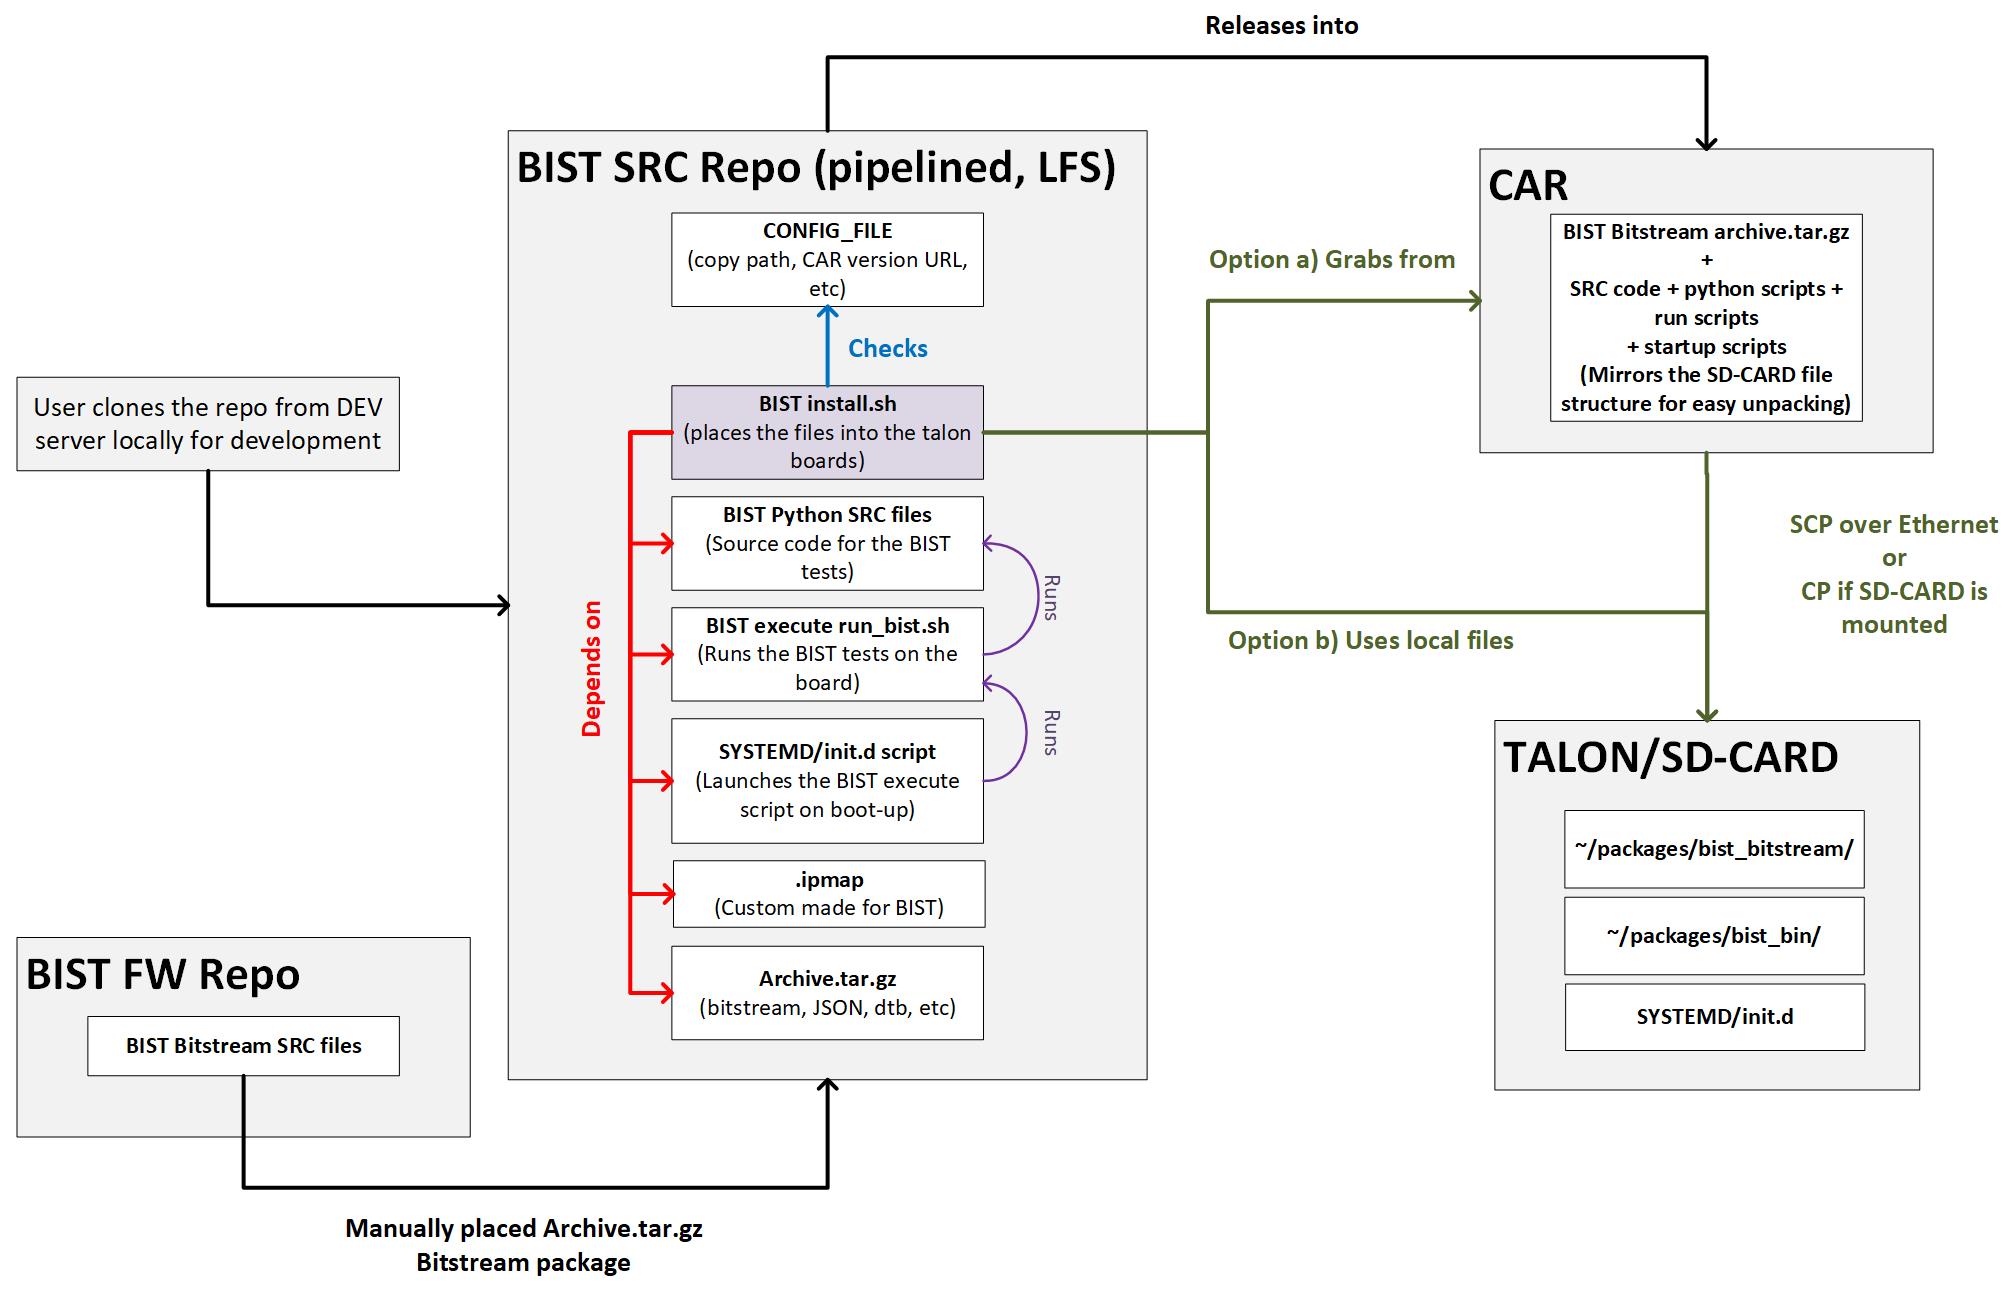 Releases into
BIST SRC Repo (pipelined, LFS)
CONFIG_FILE
(copy path, CAR version URL,
etc)
Checks
BIST install.sh
(places the files into the talon
boards)
BIST Python SRC files
(Source code for the BIST
tests)
BIST execute run_bist.sh
(Runs the BIST tests on the
board)
SYSTEMD/init.d script
(Launches the BIST execute
script on boot-up)
.ipmap
(Custom made for BIST)
Archive.tar.gz
(bitstream, JSON, dtb, etc)
Depends on
Runs
Runs
User clones the repo from DEV
server locally for development
BIST FW Repo
BIST Bitstream SRC files
Manually placed Archive.tar.gz
Bitstream package
Option a) Grabs from
Option b) Uses local files
CAR
BIST Bitstream archive.tar.gz
+
SRC code + python scripts +
run scripts
+ startup scripts
(Mirrors the SD-CARD file
structure for easy unpacking)
SCP over Ethernet
or
CP if SD-CARD is
mounted
TALON/SD-CARD
~/packages/bist_bitstream/
~/packages/bist_bin/
SYSTEMD/init.d